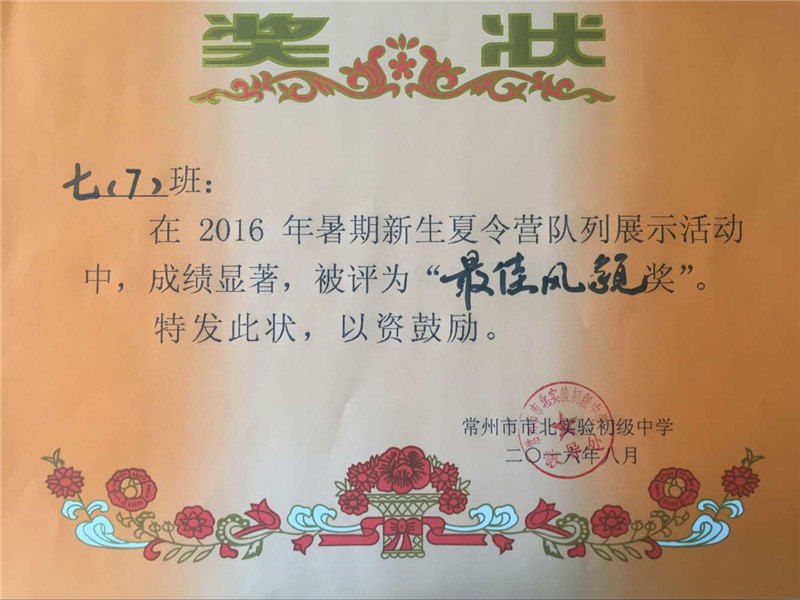 奖状
七(7)班：
在 2016 年暑期新生夏令营队列展示活动
中，成绩显著，被评为“最佳风貌奖”。
特发此状，以资鼓励。
常州市市北实验初级中学
二〇一六年八月